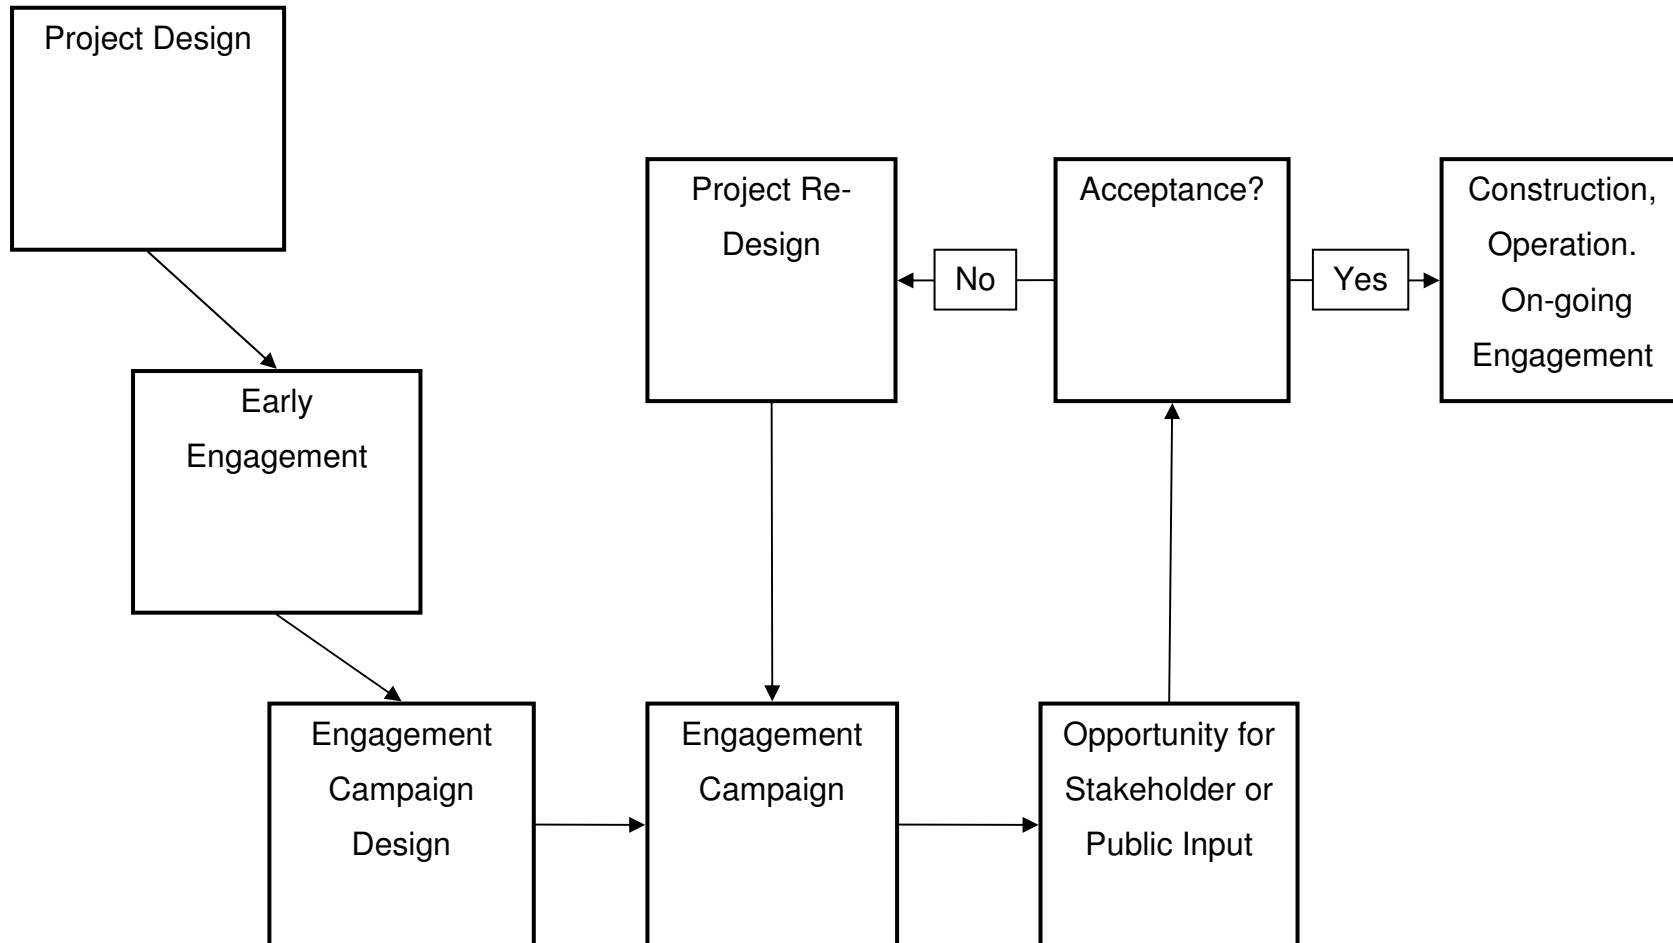 Project Design
Project Re-
Design
Acceptance?
Construction,
Operation.
On-going
Engagement
No
Yes
Early
Engagement
Engagement
Campaign
Design
Engagement
Campaign
Opportunity for
Stakeholder or
Public Input